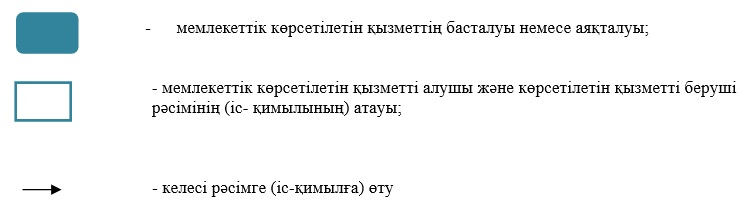 - мемлекеттік көрсетілетін қызметтің басталуы немесе аяқталуы;
- мемлекеттік көрсетілетін қызметті алушы және көрсетілетін қызметті беруші
рәсімінің (іс- қимылының) атауы;
- келесі рәсімге (іс-қимылға) өту